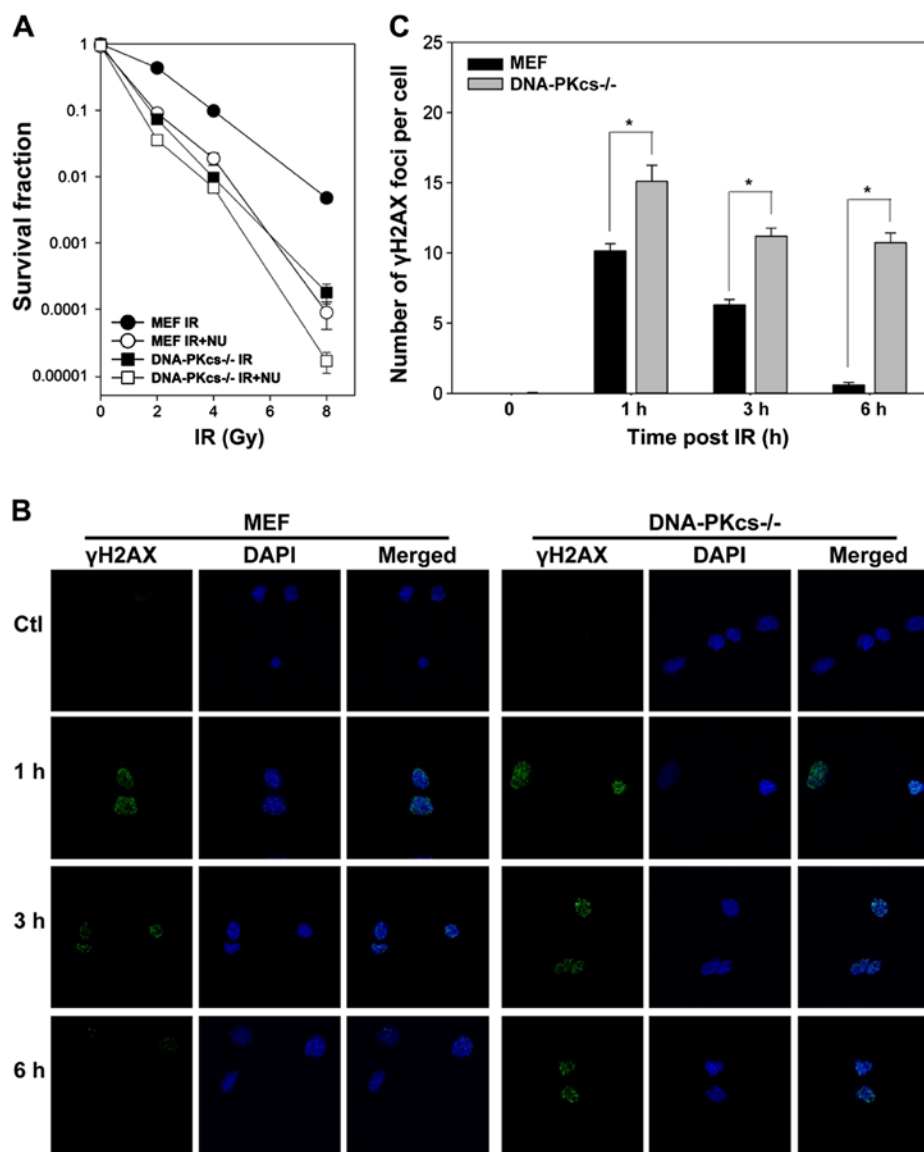 A
1
0.1
0.01
0.001
0.0001
0.00001
Survival fraction
MEF IR
MEF IR+NU
DNA-PKcs-/- IR
DNA-PKcs-/- IR+NU
0 2 4 6 8
IR (Gy)
C
25
20
15
10
5
0
Number of γH2AX foci per cell
MEF
DNA-PKcs-/-
*
*
*
0 1 h 3 h 6 h
Time post IR (h)
B
MEF DNA-PKcs-/-
γH2AX DAPI Merged γH2AX DAPI Merged
Ctl
1 h
3 h
6 h